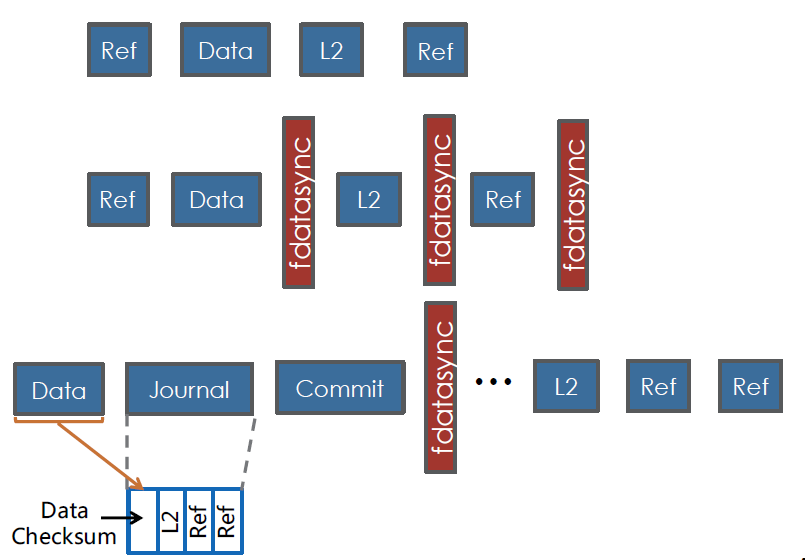 Ref Data L2 Ref
Ref Data fdatasync L2 fdatasync Ref fdatasync
Data Journal Commit fdatasync ... L2 Ref Ref
Data Checksum L2 Ref Ref